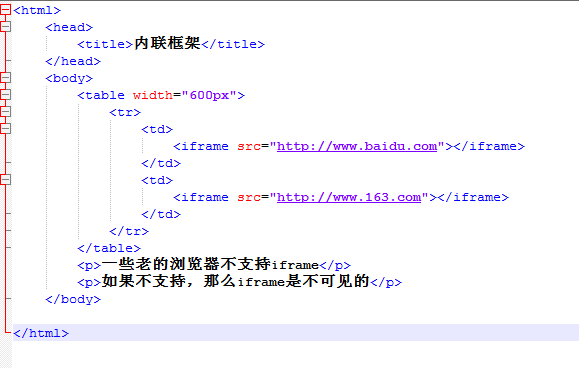 <html>
<head>
<title>内联框架</title>
</head>
<body>
<table width="600px">
<tr>
<td>
<iframe src="http://www.baidu.com"></iframe>
</td>
<td>
<iframe src="http://www.163.com"></iframe>
</td>
</tr>
</table>
<p>一些老的浏览器不支持iframe</p>
<p>如果不支持，那么iframe是不可见的</p>
</body>
</html>